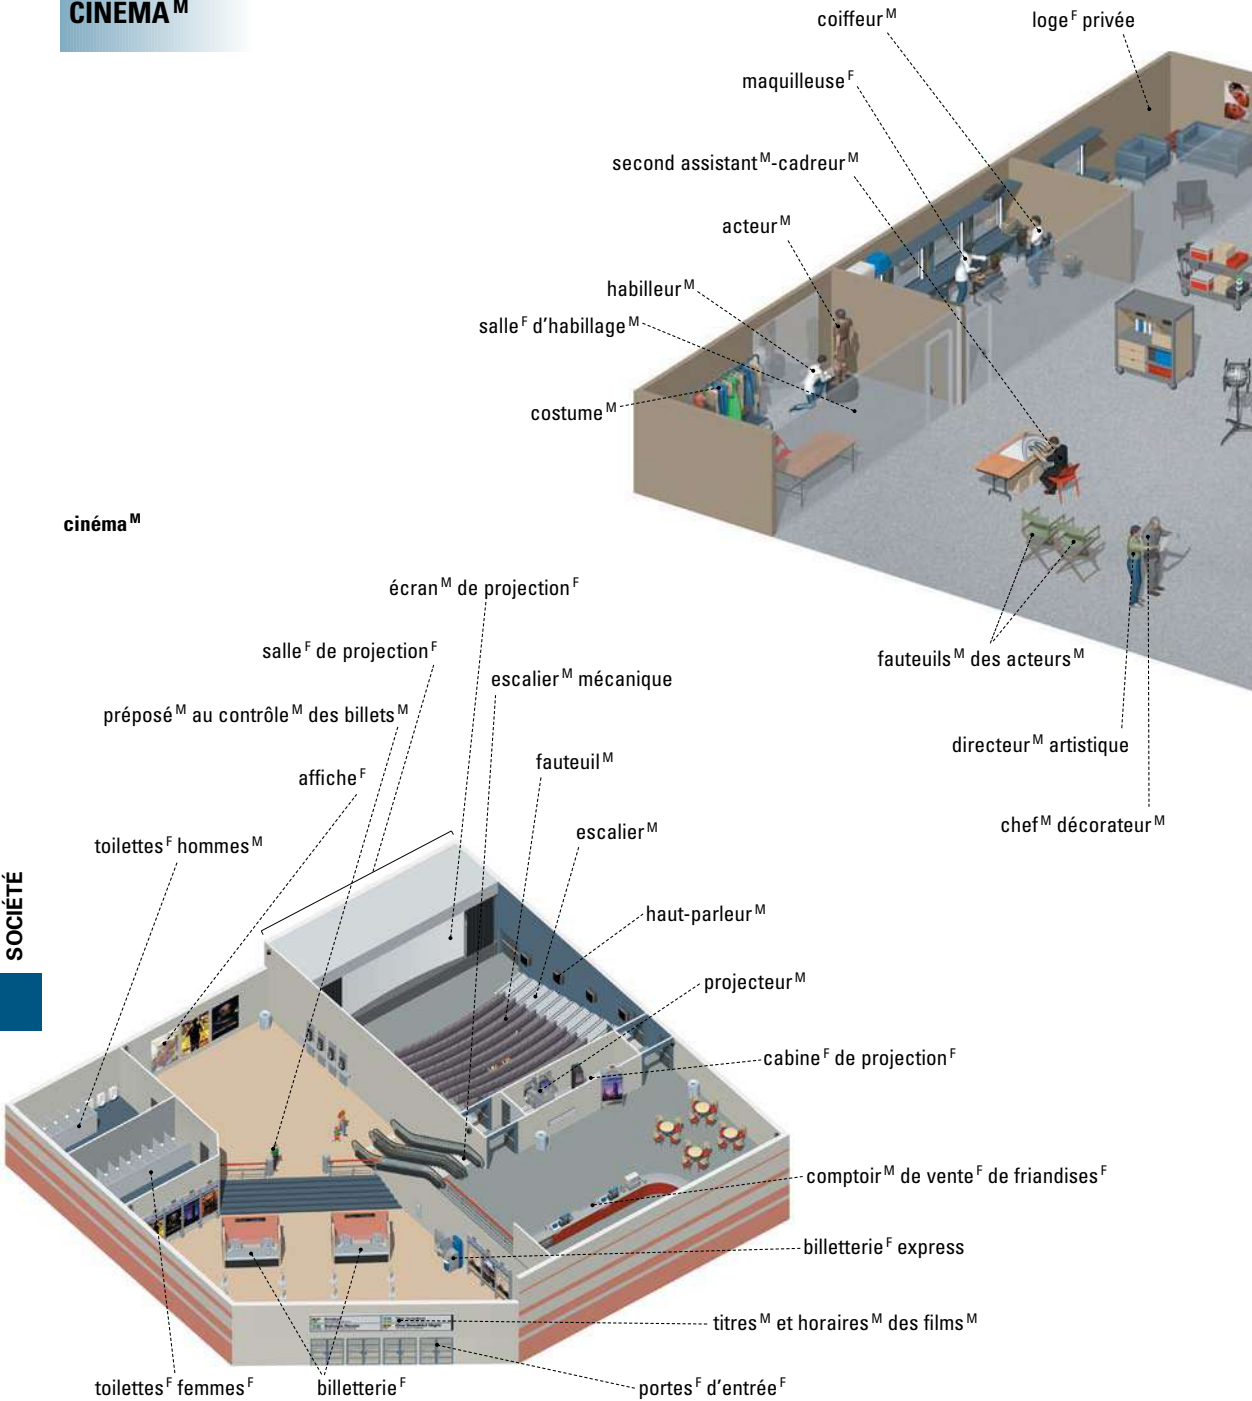 CINÉMA M
coiffeur M
loge F privée
maquilleuse F
second assistant M-cadreur M
acteur M
habilleur M
salle F d'habillage M
costume M
cinéma M
écran M de projection F
salle F de projection F
escalier M mécanique
fauteuils M des acteurs M
préposé M au contrôle M des billets M
directeur M artistique
fauteuil M
affiche F
chef M décorateur M
escalier M
toilettes F hommes M
SOCIÉTÉ
haut-parleur M
projecteur M
cabine F de projection F
comptoir M de vente F de friandises F
billetterie F express
titres M et horaires M des films M
toilettes F femmes F
billetterie F
portes F d'entrée F